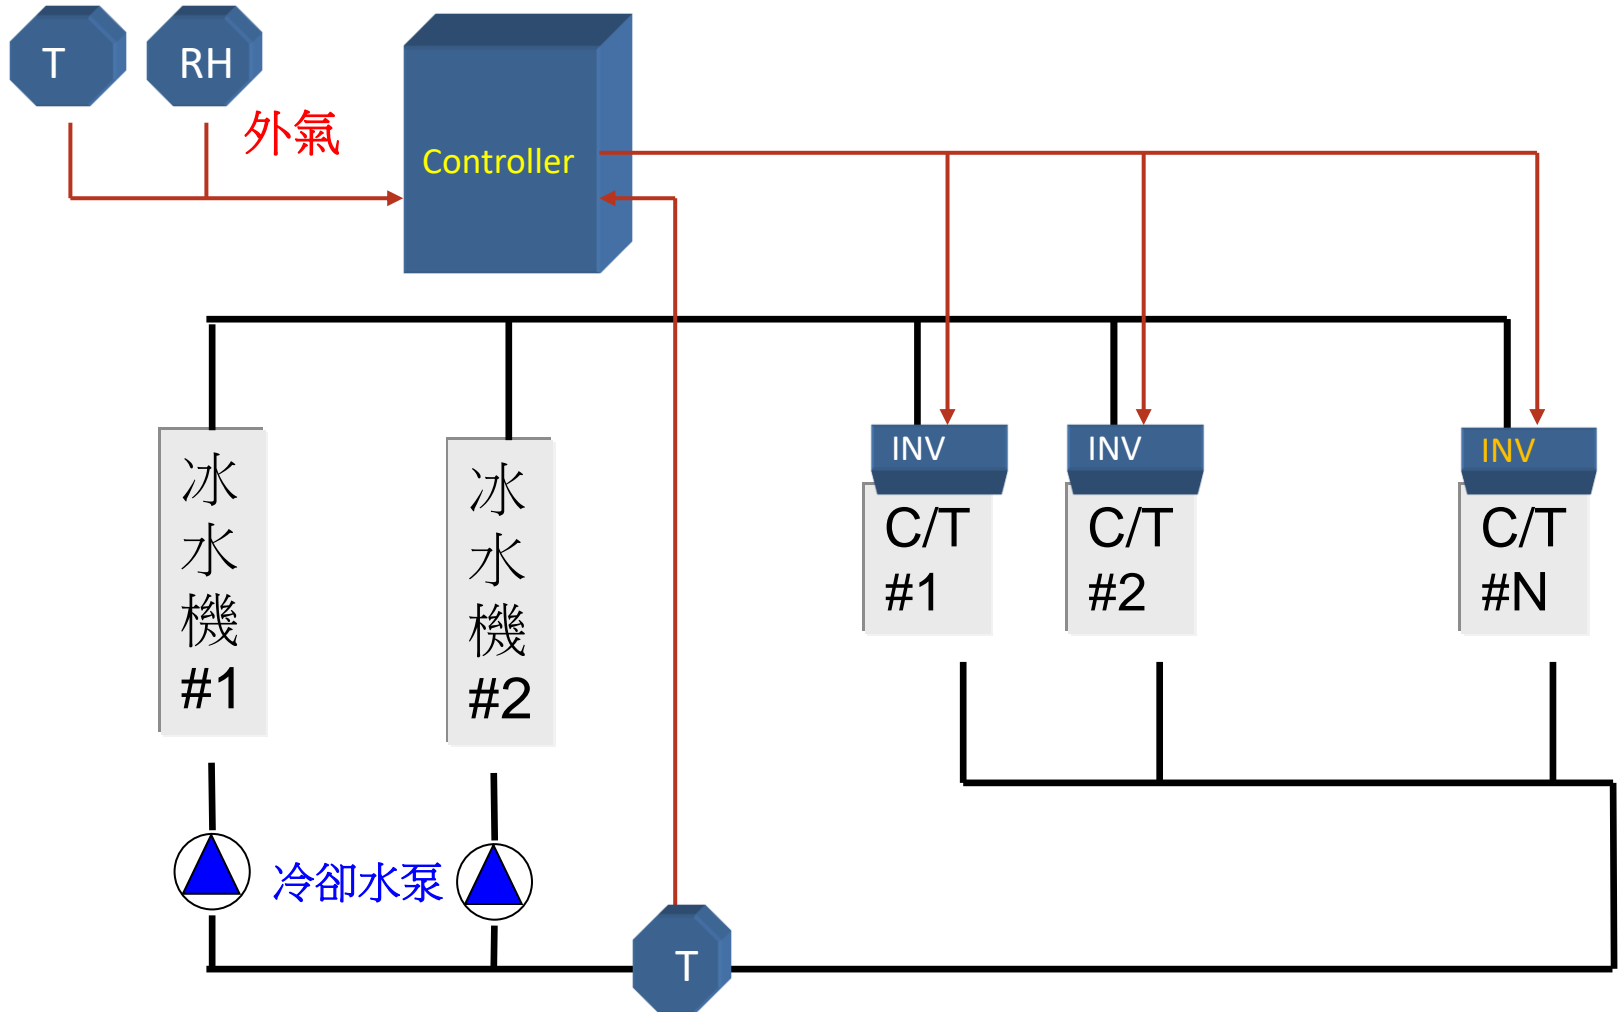 T
RH
外氣
Controller
INV
INV
INV
冰
水
機
#1
冰
水
機
#2
C/T
#1
C/T
#2
C/T
#N
冷卻水泵
T